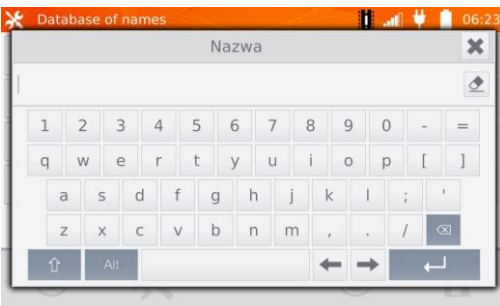 Database of names 06:23
Nazwa
1 2 3 4 5 6 7 8 9 0 - =
q w e r t y u i o p [ ]
a s d f g h j k l ; '
z x c v b n m , . /
Alt